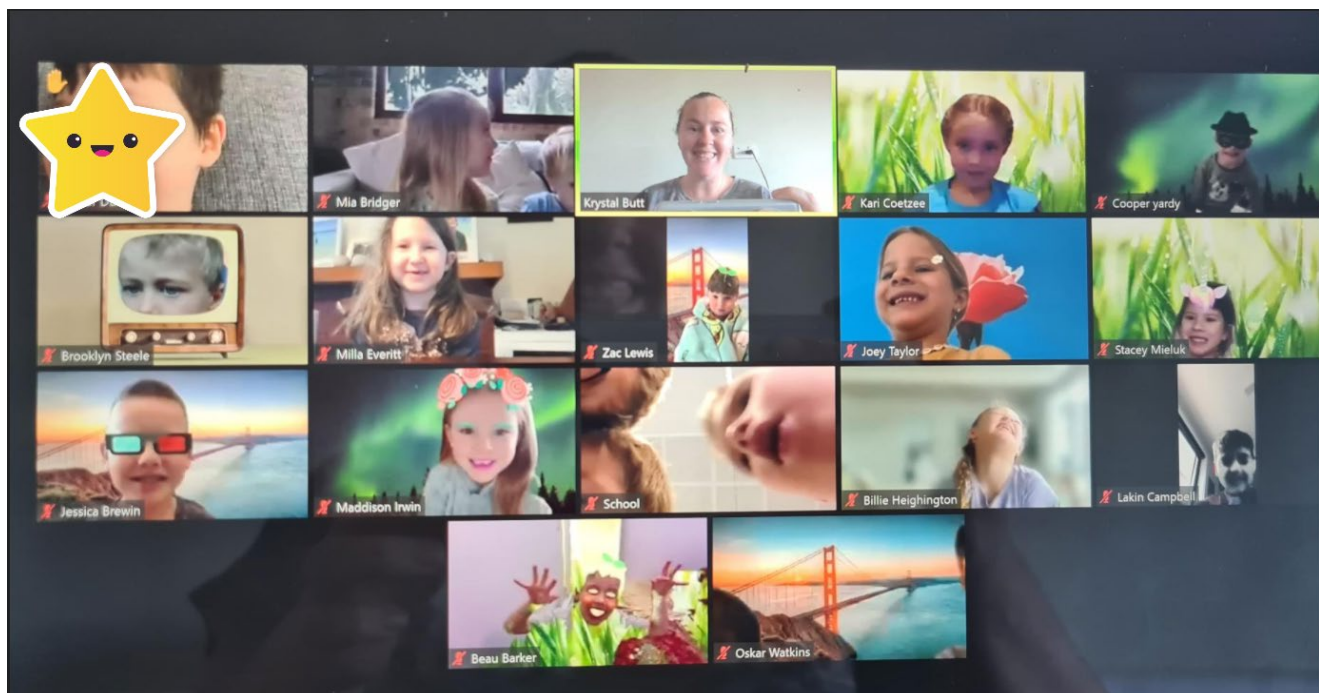 Mia Bridger
Krystal Butt
Kari Coetzee
Cooper yardy
Brooklyn Steele
Milla Everitt
Zac Lewis
Joey Taylor
Stacey Mieluk
Jessica Brewin
Maddison Irwin
School
Billie Heighington
Lakin Campbell
Beau Barker
Oskar Watkins